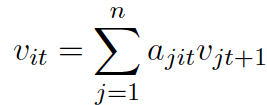 $v_{it} = \sum_{j=1}^{n} a_{jit} v_{jt+1}$